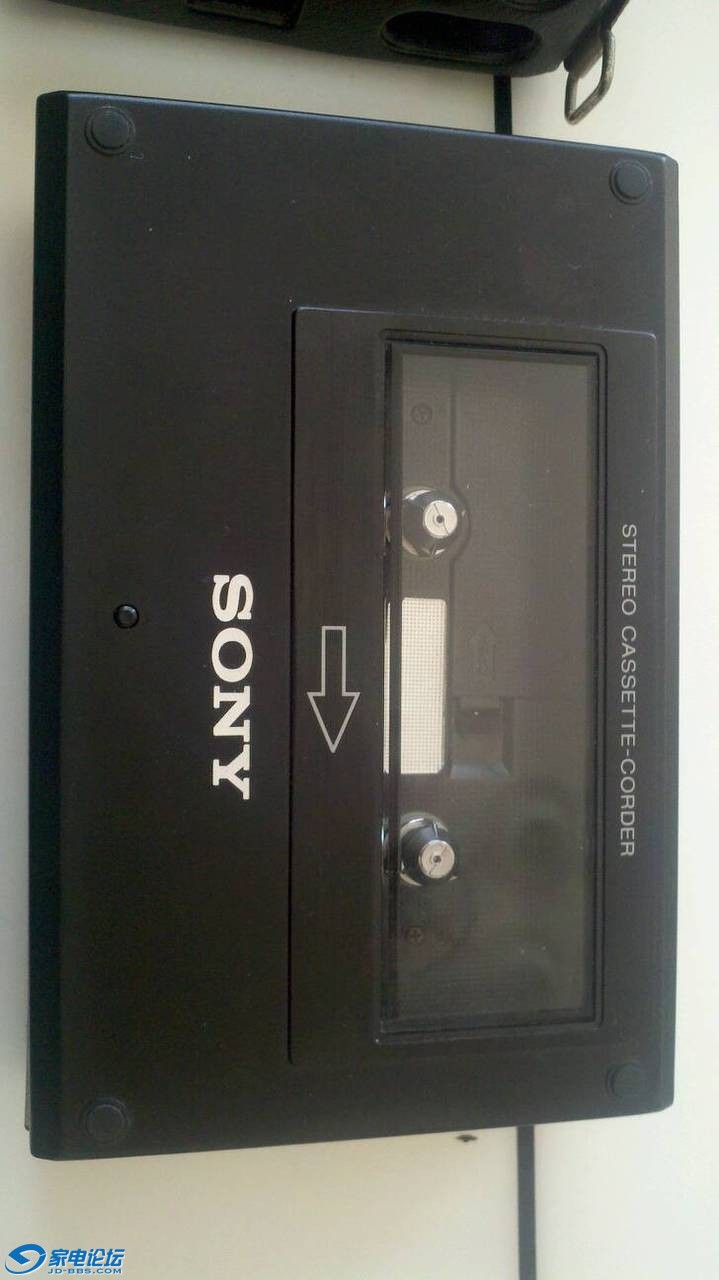 STEREO CASSETTE-CORDER
SONY
家电论坛
JD-BBS.COM